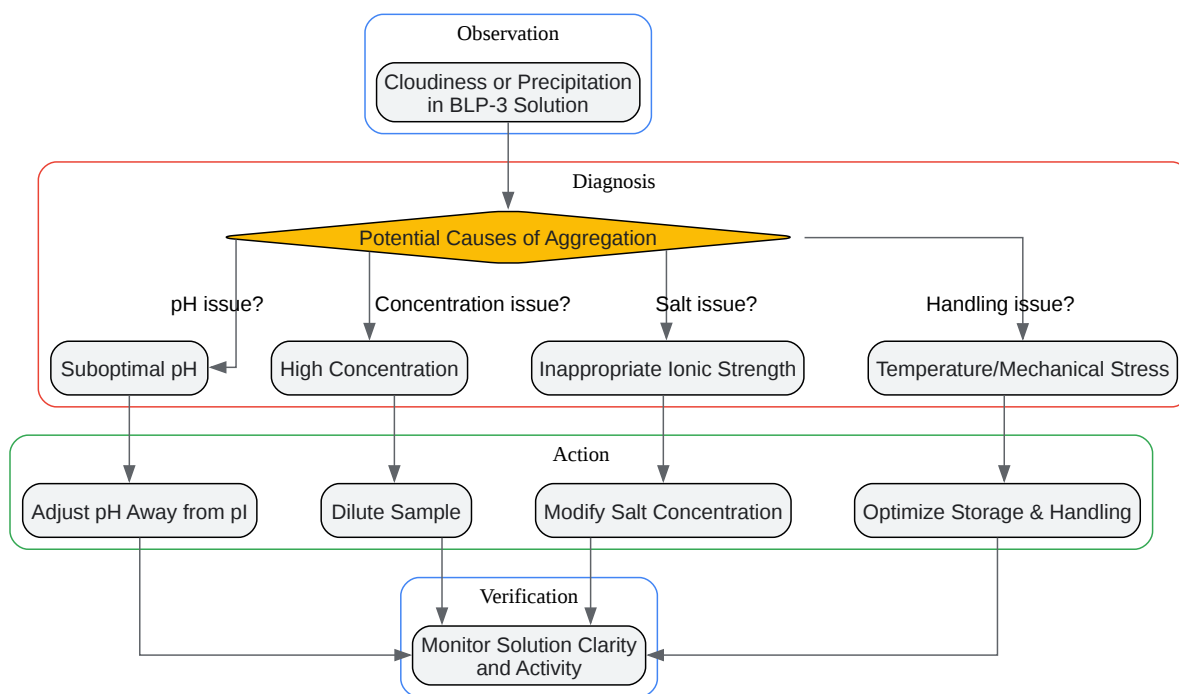 Observation
Cloudiness or Precipitation
in BLP-3 Solution
Diagnosis
Potential Causes of Aggregation
pH issue?
Concentration issue?
Salt issue?
Handling issue?
Suboptimal pH
High Concentration
Inappropriate Ionic Strength
Temperature/Mechanical Stress
Action
Adjust pH Away from pI
Dilute Sample
Modify Salt Concentration
Optimize Storage & Handling
Verification
Monitor Solution Clarity
and Activity